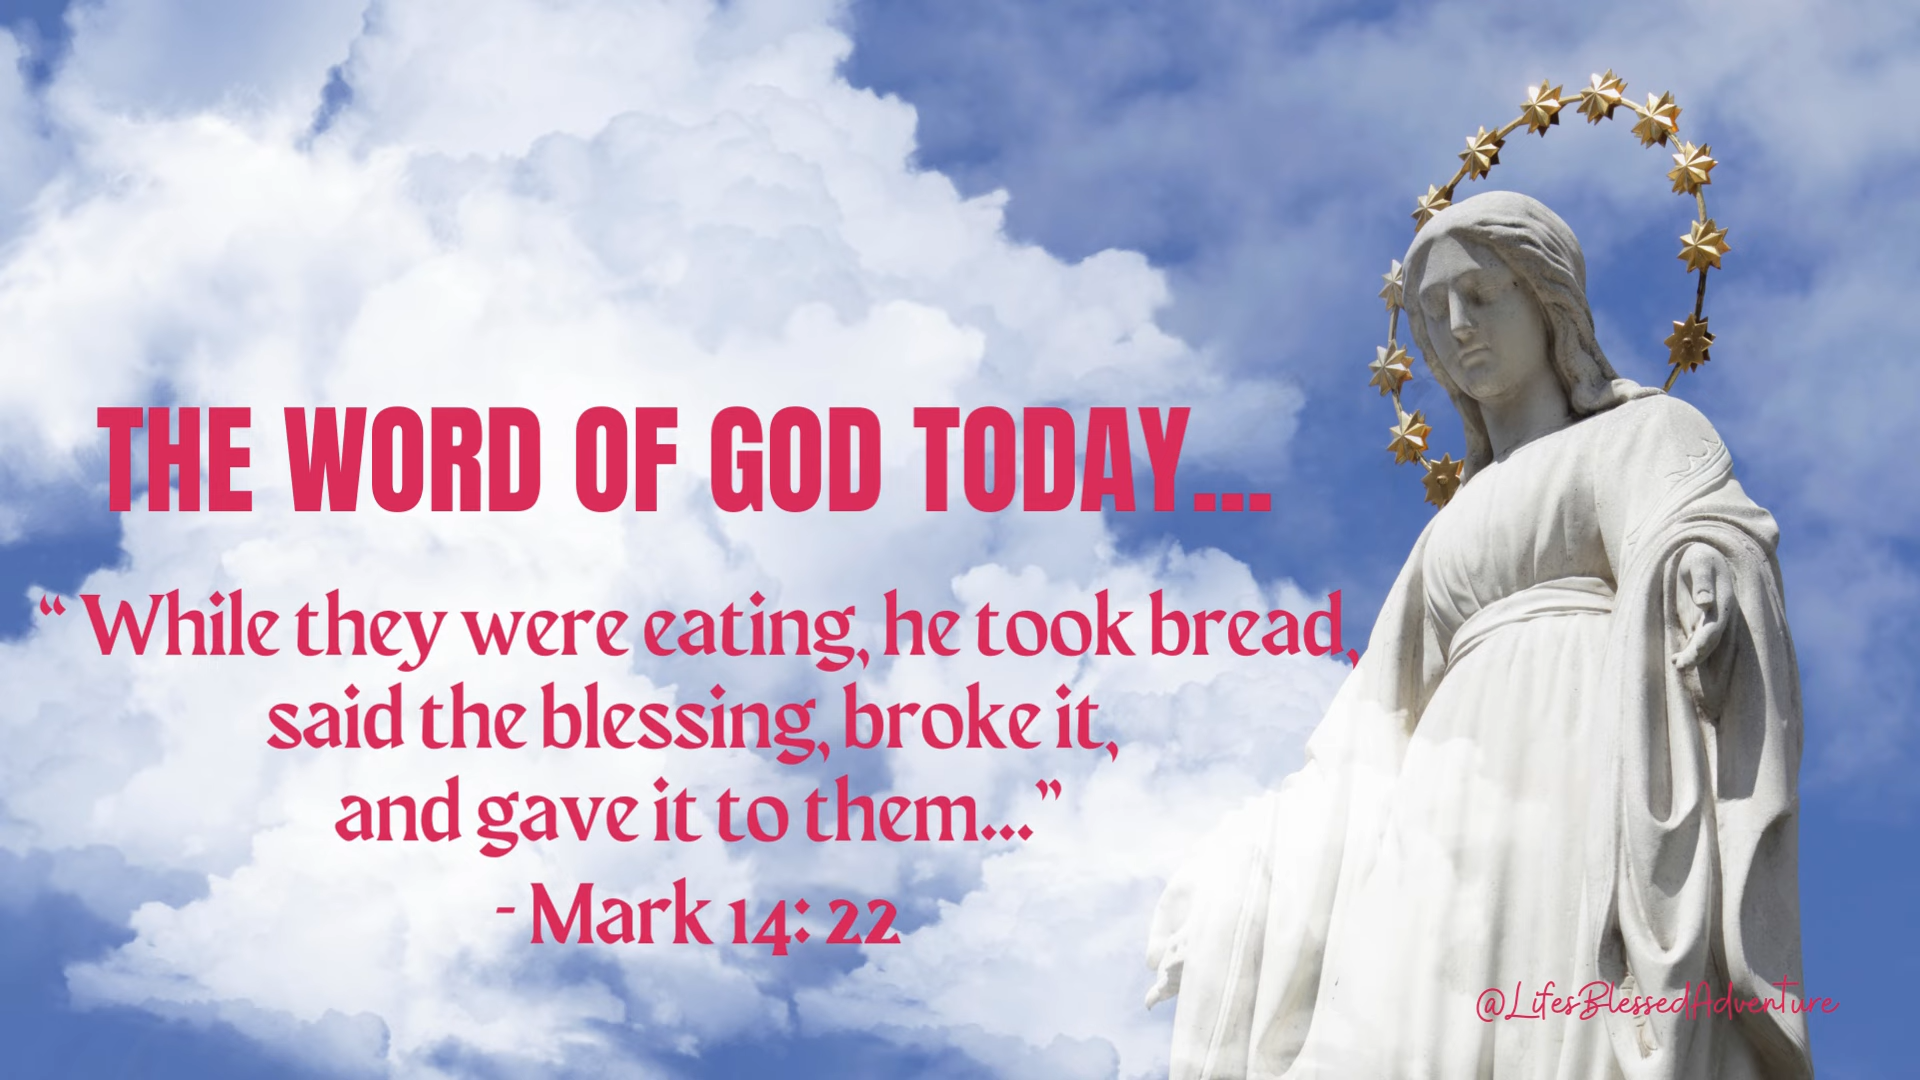 THE WORD OF GOD TODAY...
“ While they were eating, he took bread,
said the blessing, broke it,
and gave it to them...”
- Mark 14: 22
@LifesBlessedAdventure